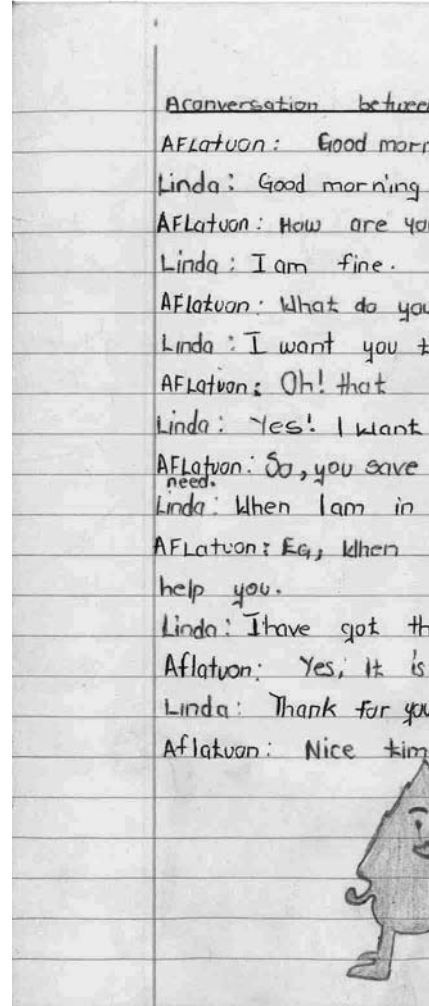 Aconversation between
AFLatuon: Good morn
Linda: Good morning
AFLatuon: How are you
Linda: I am fine.
AFlatuon: What do you
Linda: I want you t
AFLatuon: Oh! that
Linda: Yes! I want
AFLatuon: So, you save
need.
Linda: When Iam in
AFLatuon: EG, When
help you.
Linda: Ihave got th
Aflatuon: Yes, It is
Linda: Thank for you
Aflatuon: Nice tim